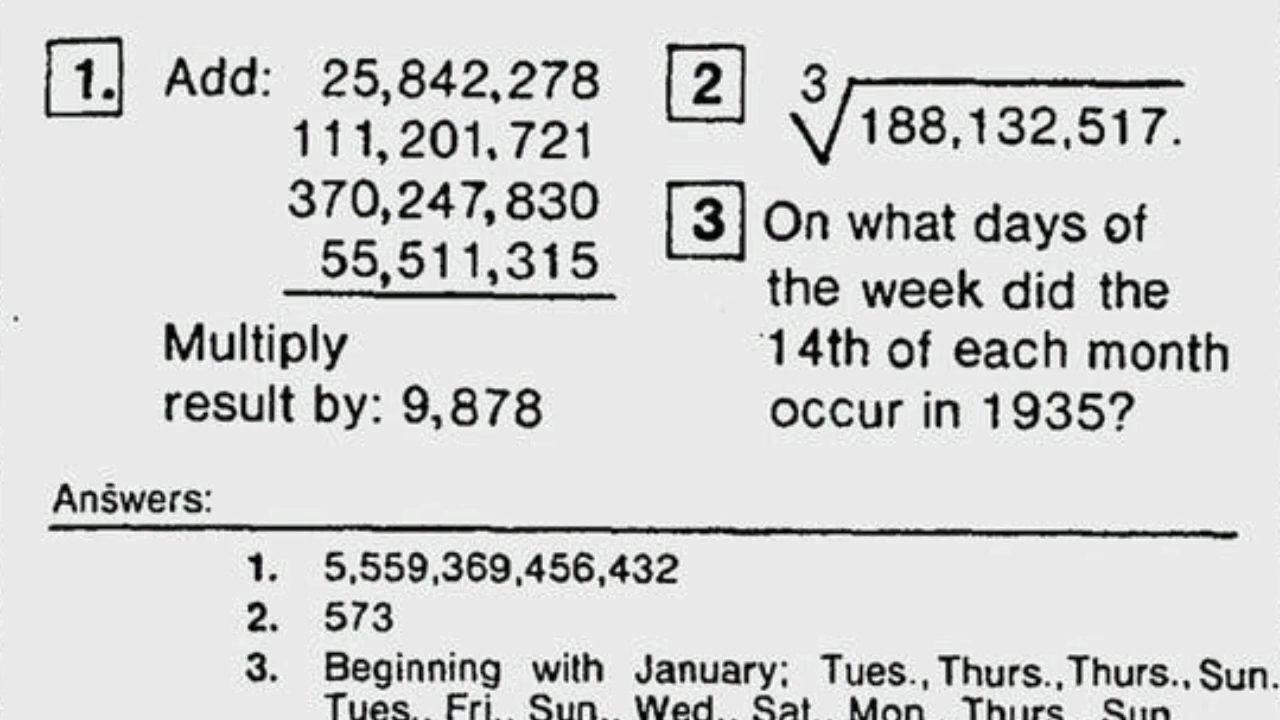 1. Add: 25,842,278
111,201,721
370,247,830
55,511,315
Multiply
result by: 9,878
2 3√188,132,517.
3 On what days of
the week did the
14th of each month
occur in 1935?
Answers:
1. 5,559,369,456,432
2. 573
3. Beginning with January; Tues., Thurs., Thurs., Sun.
Tues., Fri., Sun., Wed., Sat., Mon., Thurs., Sun